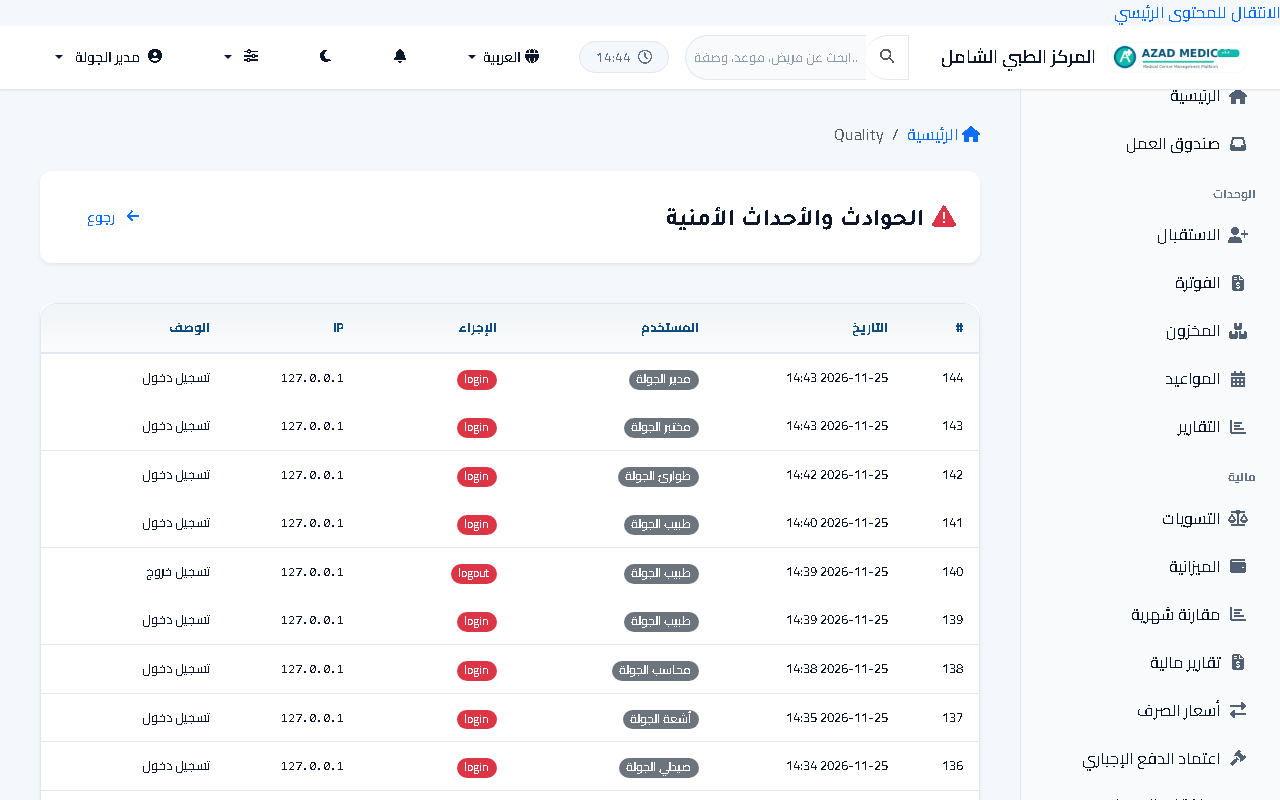 الانتقال للمحتوى الرئيسي
AZAD MEDIC
Medical Centre Management Platform
المركز الطبي الشامل
ابحث عن مريض، موعد، وصفة..
14:44
العربية
مدير الجولة
الرئيسية
صندوق العمل
الوحدات
الاستقبال
الفوترة
المخزون
المواعيد
التقارير
مالية
التسويات
الميزانية
مقارنة شهرية
تقارير مالية
أسعار الصرف
اعتماد الدفع الإجباري
الرئيسية / Quality
الحوادث والأحداث الأمنية
رجوع
# التاريخ المستخدم الإجراء IP الوصف
144 2026-11-25 14:43 مدير الجولة login 127.0.0.1 تسجيل دخول
143 2026-11-25 14:43 مختبر الجولة login 127.0.0.1 تسجيل دخول
142 2026-11-25 14:42 طوارئ الجولة login 127.0.0.1 تسجيل دخول
141 2026-11-25 14:40 طبيب الجولة login 127.0.0.1 تسجيل دخول
140 2026-11-25 14:39 طبيب الجولة logout 127.0.0.1 تسجيل خروج
139 2026-11-25 14:39 طبيب الجولة login 127.0.0.1 تسجيل دخول
138 2026-11-25 14:38 محاسب الجولة login 127.0.0.1 تسجيل دخول
137 2026-11-25 14:35 أشعة الجولة login 127.0.0.1 تسجيل دخول
136 2026-11-25 14:34 صيدلي الجولة login 127.0.0.1 تسجيل دخول